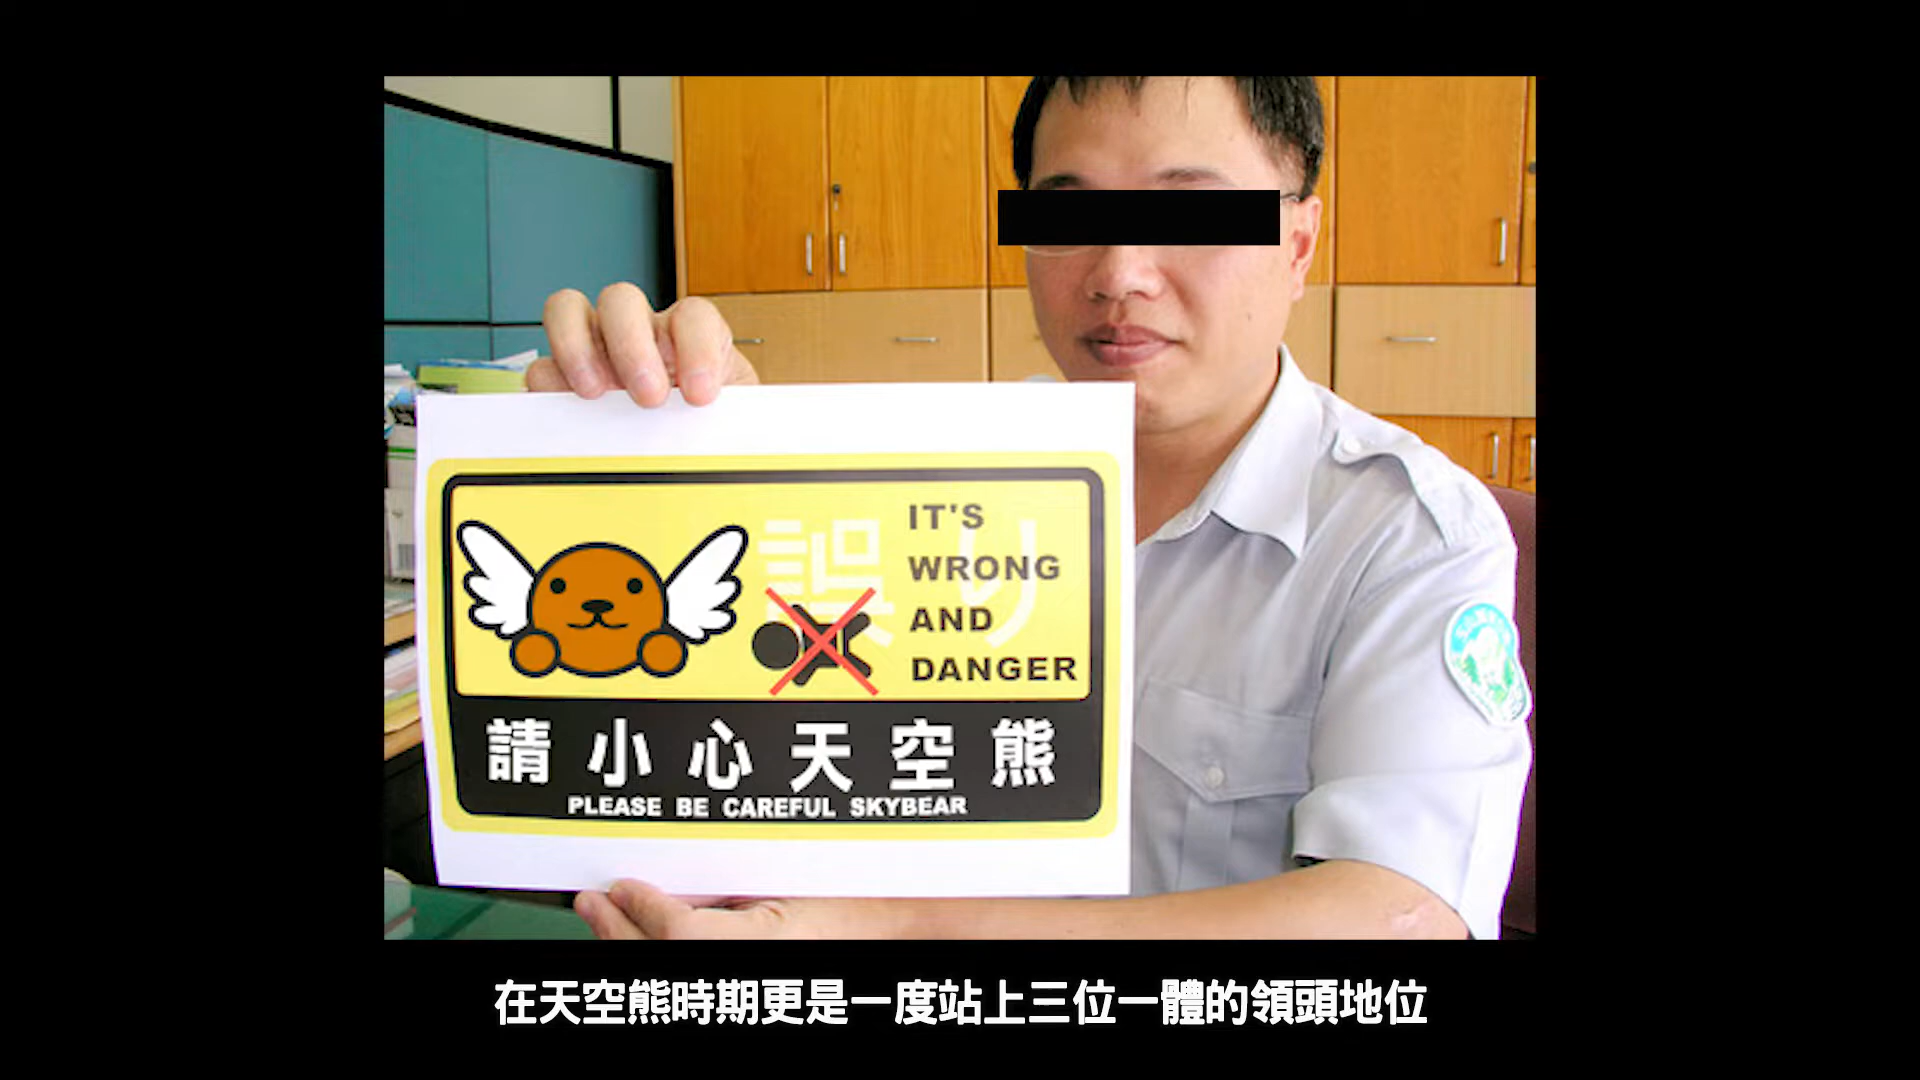 誤り
IT'S
WRONG
AND
DANGER
請小心天空熊
PLEASE BE CAREFUL SKYBEAR
在天空熊時期更是一度站上三位一體的領頭地位